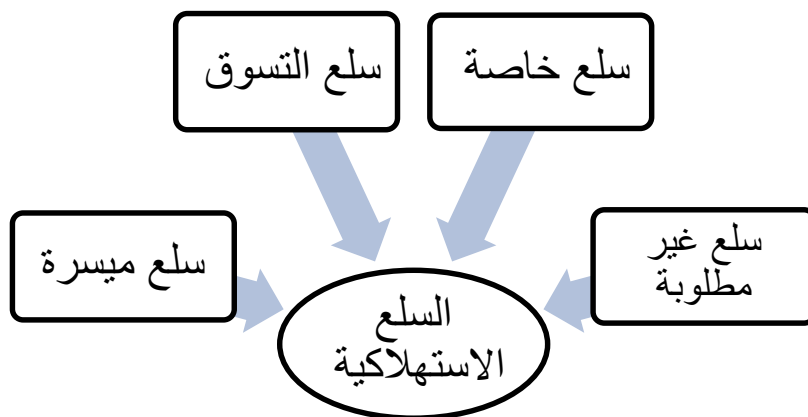 سلع خاصة
سلع التسوق
سلع غير
مطلوبة
سلع ميسرة
السلع
الاستهلاكية